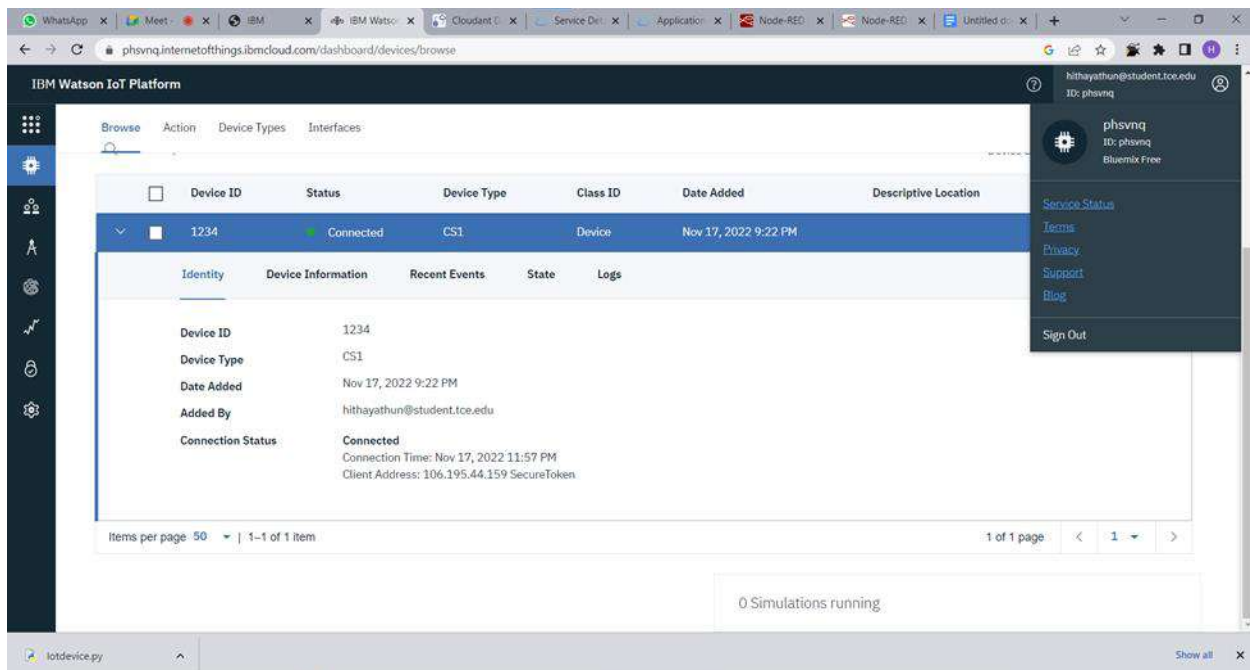 WhatsApp
Meet -
IBM
IBM Watso
Cloudant D
Service Det
Application
Node-RED
Node-RED
Untitled do
phsvnq.internetofthings.ibmcloud.com/dashboard/devices/browse
H
IBM Watson IoT Platform
hithayathun@student.tce.edu
ID: phsvnq
Browse Action Device Types Interfaces
phsvnq
ID: phsvnq
Bluemix Free
Service Status
Terms
Privacy
Support
Blog
Sign Out
Device ID Status Device Type Class ID Date Added Descriptive Location
1234 Connected CS1 Device Nov 17, 2022 9:22 PM
Identity Device Information Recent Events State Logs
Device ID 1234
Device Type CS1
Date Added Nov 17, 2022 9:22 PM
Added By hithayathun@student.tce.edu
Connection Status Connected
Connection Time: Nov 17, 2022 11:57 PM
Client Address: 106.195.44.159 SecureToken
Items per page 50 | 1–1 of 1 item 1 of 1 page < 1 >
0 Simulations running
Iotdevice.py Show all